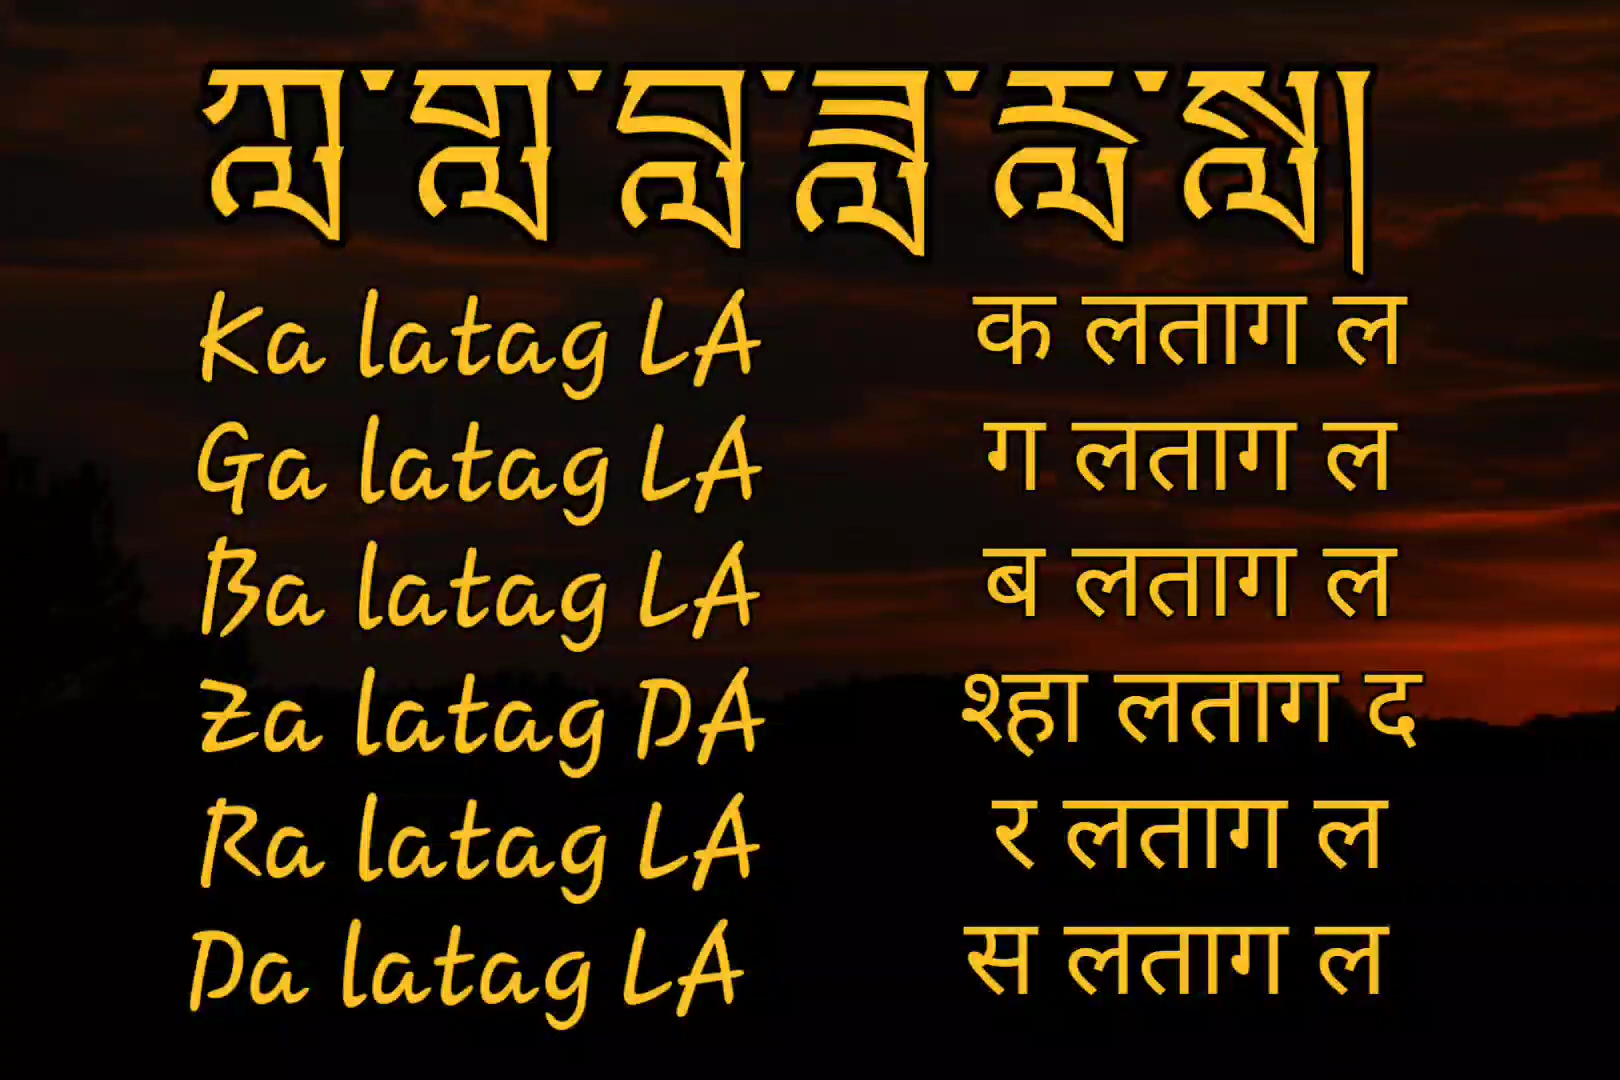 ཀླ་གླ་བླ་ཟླ་རླ་སླ།
Ka latag LA
क लताग ल
Ga latag LA
ग लताग ल
Ba latag LA
ब लताग ल
Za latag DA
श्हा लताग द
Ra latag LA
र लताग ल
Da latag LA
स लताग ल